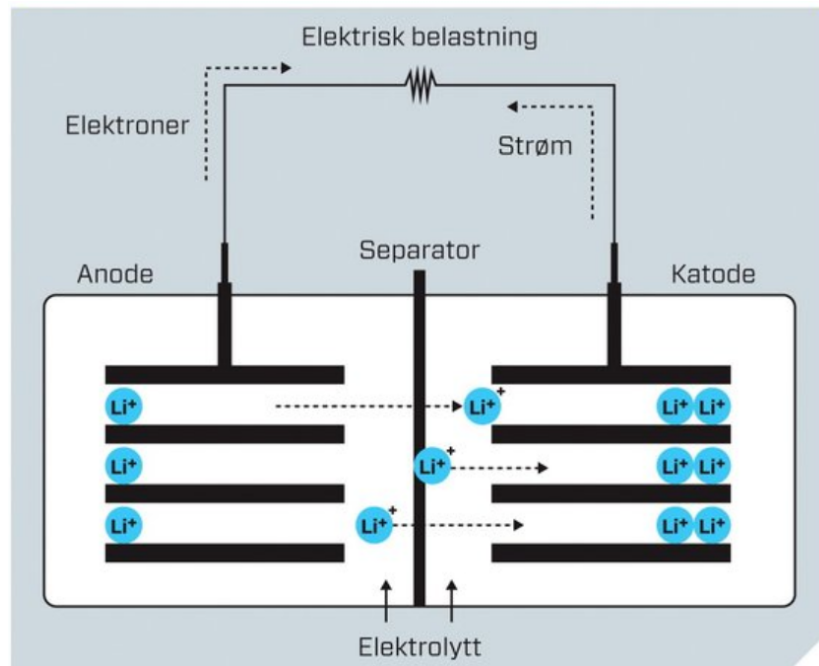 Elektrisk belastning
Elektroner
Strøm
Separator
Anode
Katode
Li⁺
Li⁺ +
Li⁺ Li⁺
Li⁺
Li⁺ +
Li⁺ Li⁺
Li⁺
Li⁺ +
Li⁺ Li⁺
Elektrolytt